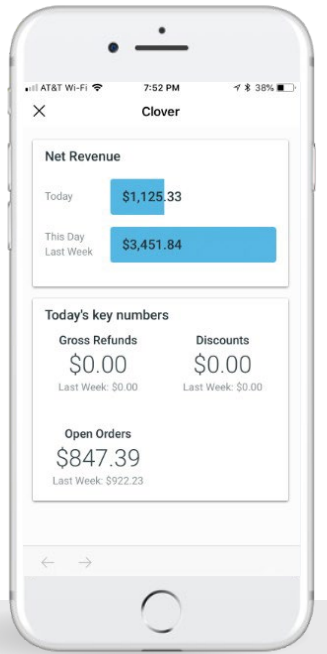 AT&T Wi-Fi 7:52 PM 38%
Clover
Net Revenue
Today $1,125.33
This Day
Last Week
$3,451.84
Today's key numbers
Gross Refunds Discounts
$0.00 $0.00
Last Week: $0.00 Last Week: $0.00
Open Orders
$847.39
Last Week: $922.23